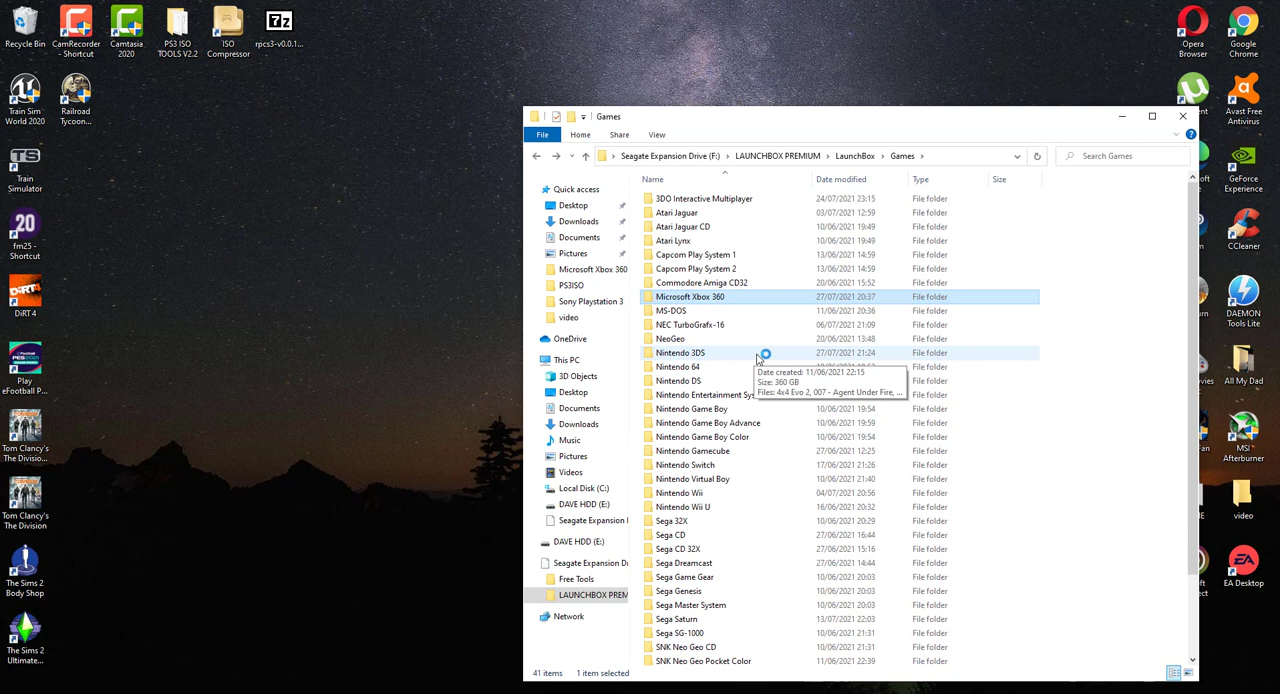 Recycle Bin
CamRecorder - Shortcut
Camtasia 2020
PS3 ISO TOOLS V2.2
ISO Compressor
7z
rpcs3-v0.0.1...
Train Sim World 2020
Railroad Tycoon...
TS
Train Simulator
20
fm25 - Shortcut
DiRT 4
DiRT 4
Play eFootball P...
Tom Clancy's The Divisio...
Tom Clancy's The Division
The Sims 2 Body Shop
The Sims 2 Ultimate...
Opera Browser
Google Chrome
Avast Free Antivirus
GeForce Experience
CCleaner
DAEMON Tools Lite
All My Dad
MSI Afterburner
video
EA Desktop
Games
File
Home
Share
View
Seagate Expansion Drive (F:)
LAUNCHBOX PREMIUM
LaunchBox
Games
Search Games
Quick access
Desktop
Downloads
Documents
Pictures
Microsoft Xbox 360
PS3ISO
Sony Playstation 3
video
OneDrive
This PC
3D Objects
Desktop
Documents
Downloads
Music
Pictures
Videos
Local Disk (C:)
DAVE HDD (E:)
Seagate Expansion
DAVE HDD (E:)
Seagate Expansion Dr
Free Tools
LAUNCHBOX PREM
Network
Name Date modified Type Size
3DO Interactive Multiplayer 24/07/2021 23:15 File folder
Atari Jaguar 03/07/2021 12:59 File folder
Atari Jaguar CD 10/06/2021 19:49 File folder
Atari Lynx 10/06/2021 19:49 File folder
Capcom Play System 1 13/06/2021 14:59 File folder
Capcom Play System 2 13/06/2021 14:59 File folder
Commodore Amiga CD32 20/06/2021 15:52 File folder
Microsoft Xbox 360 27/07/2021 20:37 File folder
MS-DOS 11/06/2021 20:36 File folder
NEC TurboGrafx-16 06/07/2021 21:09 File folder
NeoGeo 20/06/2021 13:48 File folder
Nintendo 3DS 27/07/2021 21:24 File folder
Nintendo 64 File folder
Nintendo DS File folder
Nintendo Entertainment Sys File folder
Nintendo Game Boy 10/06/2021 19:54 File folder
Nintendo Game Boy Advance 10/06/2021 19:59 File folder
Nintendo Game Boy Color 10/06/2021 19:54 File folder
Nintendo Gamecube 27/06/2021 12:25 File folder
Nintendo Switch 17/06/2021 21:26 File folder
Nintendo Virtual Boy 10/06/2021 21:40 File folder
Nintendo Wii 04/07/2021 20:56 File folder
Nintendo Wii U 16/06/2021 20:32 File folder
Sega 32X 10/06/2021 20:29 File folder
Sega CD 27/06/2021 16:44 File folder
Sega CD 32X 27/06/2021 15:16 File folder
Sega Dreamcast 27/06/2021 14:44 File folder
Sega Game Gear 10/06/2021 20:03 File folder
Sega Genesis 10/06/2021 20:03 File folder
Sega Master System 10/06/2021 20:03 File folder
Sega Saturn 13/07/2021 22:03 File folder
Sega SG-1000 10/06/2021 21:31 File folder
SNK Neo Geo CD 10/06/2021 21:31 File folder
SNK Neo Geo Pocket Color 11/06/2021 22:39 File folder
Date created: 11/06/2021 22:15
Size: 360 GB
Files: 4x4 Evo 2, 007 - Agent Under Fire, ...
41 items 1 item selected